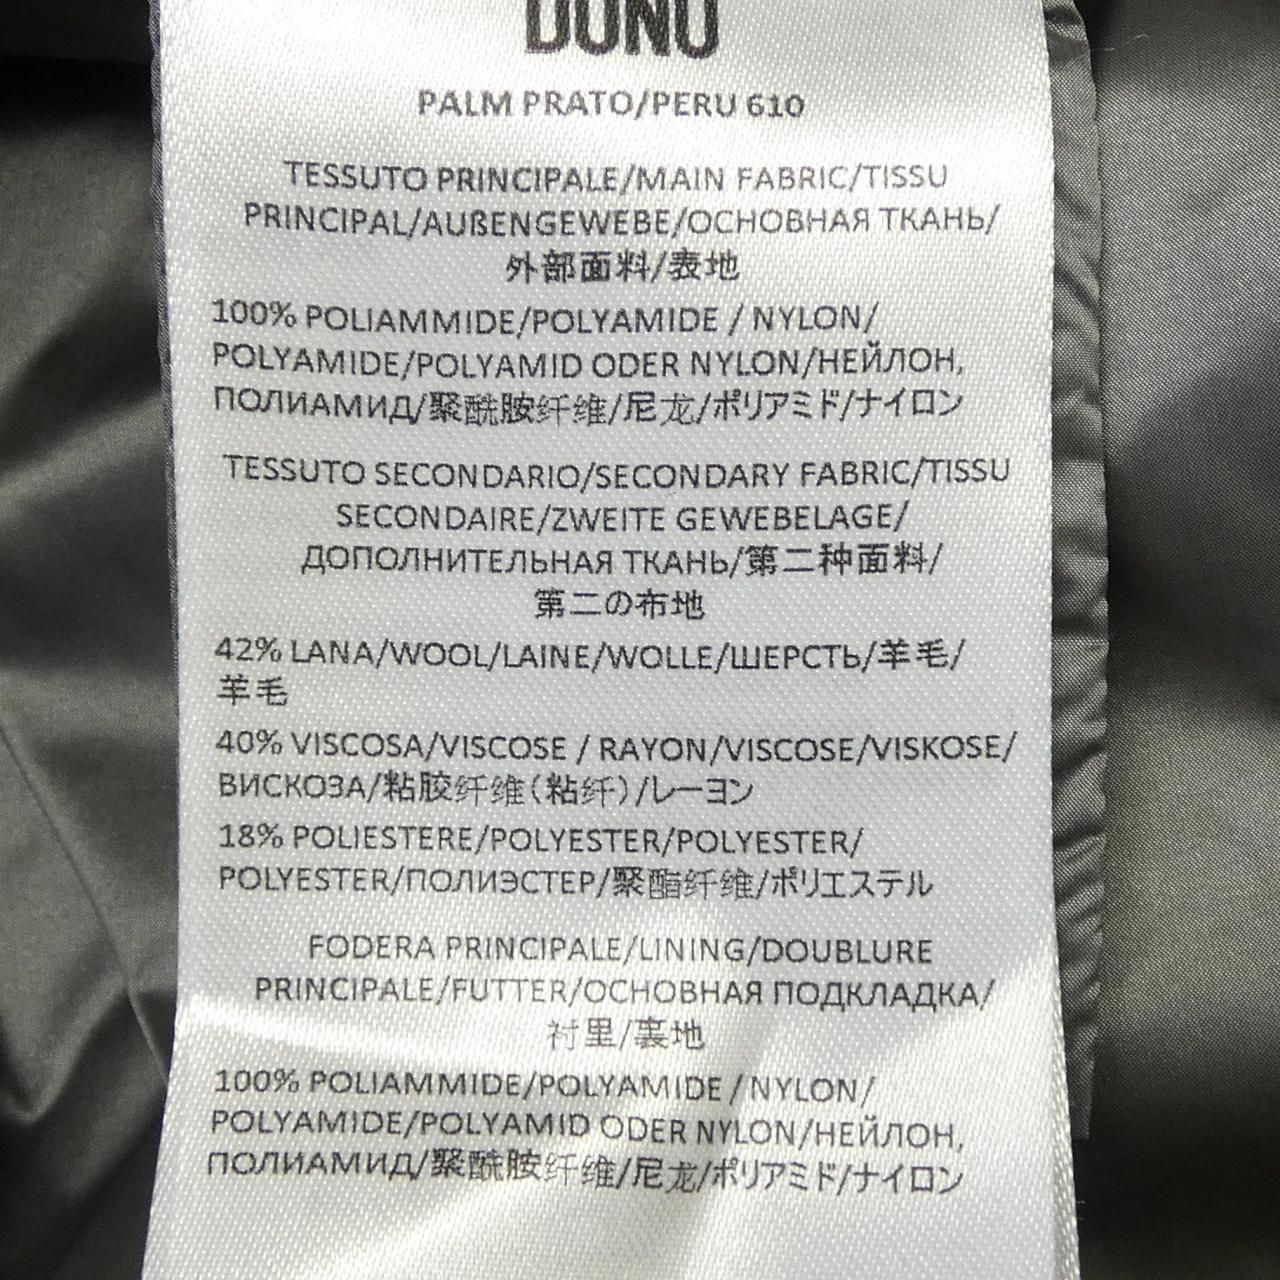 DUNO
PALM PRATO/PERU 610
TESSUTO PRINCIPALE/MAIN FABRIC/TISSU
PRINCIPAL/AUßENGEWEBE/ОСНОВНАЯ ТКАНЬ/
外部面料/表地
100% POLIAMMIDE/POLYAMIDE / NYLON/
POLYAMIDE/POLYAMID ODER NYLON/НЕЙЛОН,
ПОЛИАМИД/聚酰胺纤维/尼龙/ポリアミド/ナイロン
TESSUTO SECONDARIO/SECONDARY FABRIC/TISSU
SECONDAIRE/ZWEITE GEWEBELAGE/
ДОПОЛНИТЕЛЬНАЯ ТКАНЬ/第二种面料/
第二の布地
42% LANA/WOOL/LAINE/WOLLE/ШЕРСТЬ/羊毛/
羊毛
40% VISCOSA/VISCOSE / RAYON/VISCOSE/VISKOSE/
ВИСКОЗА/粘胶纤维(粘纤)/レーヨン
18% POLIESTERE/POLYESTER/POLYESTER/
POLYESTER/ПОЛИЭСТЕР/聚酯纤维/ポリエステル
FODERA PRINCIPALE/LINING/DOUBLURE
PRINCIPALE/FUTTER/ОСНОВНАЯ ПОДКЛАДКА/
衬里/裏地
100% POLIAMMIDE/POLYAMIDE / NYLON/
POLYAMIDE/POLYAMID ODER NYLON/НЕЙЛОН,
ПОЛИАМИД/聚酰胺纤维/尼龙/ポリアミド/ナイロン